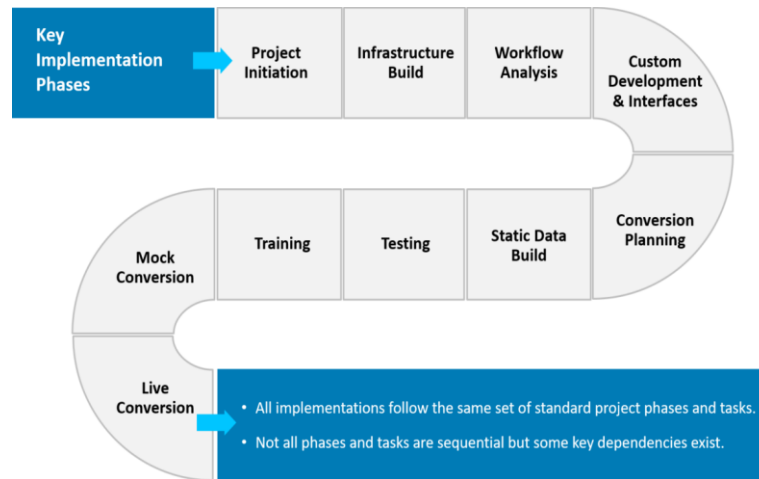 Key
Implementation
Phases
Project
Initiation
Infrastructure
Build
Workflow
Analysis
Custom
Development
& Interfaces
Conversion
Planning
Static Data
Build
Testing
Training
Mock
Conversion
Live
Conversion
• All implementations follow the same set of standard project phases and tasks.
• Not all phases and tasks are sequential but some key dependencies exist.